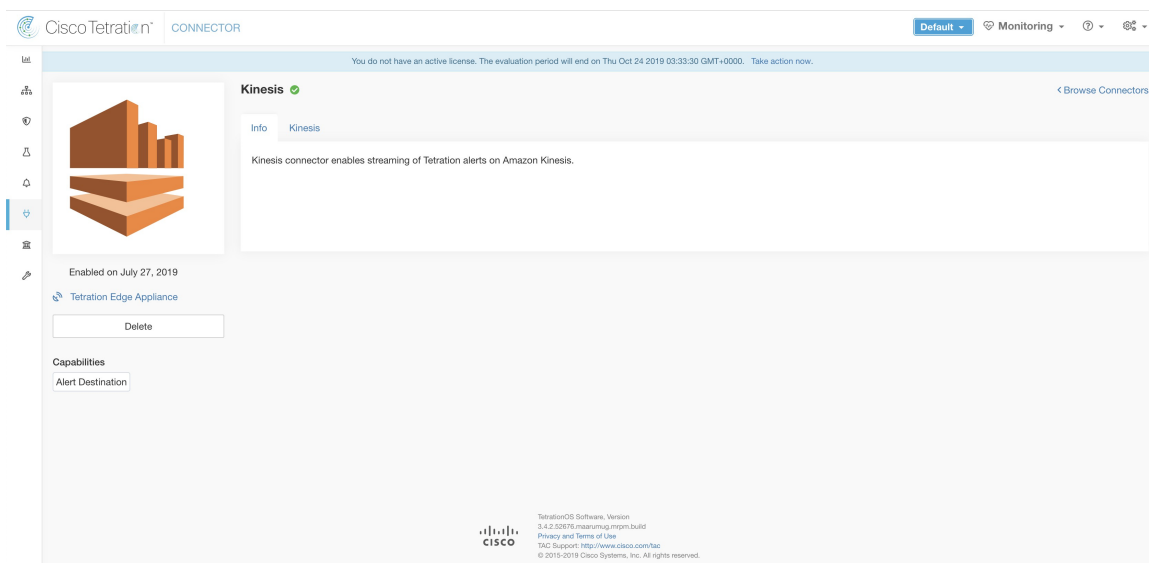 Cisco Tetration™ CONNECTOR Default Monitoring
You do not have an active license. The evaluation period will end on Thu Oct 24 2019 03:33:30 GMT+0000. Take action now.
Kinesis
< Browse Connectors
Info Kinesis
Kinesis connector enables streaming of Tetration alerts on Amazon Kinesis.
Enabled on July 27, 2019
Tetration Edge Appliance
Delete
Capabilities
Alert Destination
CISCO
TetrationOS Software, Version
3.4.2.52676.maarumug.mrpm.build
Privacy and Terms of Use
TAC Support: http://www.cisco.com/tac
© 2015-2019 Cisco Systems, Inc. All rights reserved.